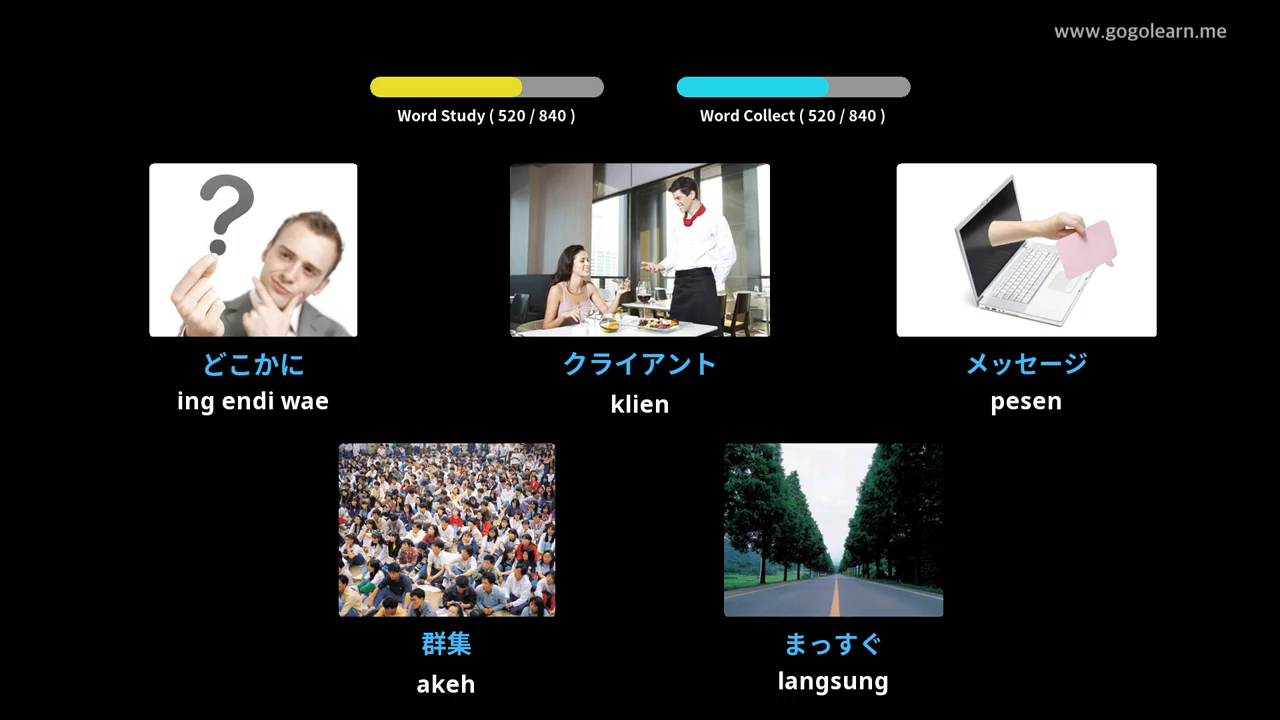 www.gogolearn.me
Word Study ( 520 / 840 )
Word Collect ( 520 / 840 )
どこかに
ing endi wae
クライアント
klien
メッセージ
pesen
群集
akeh
まっすぐ
langsung